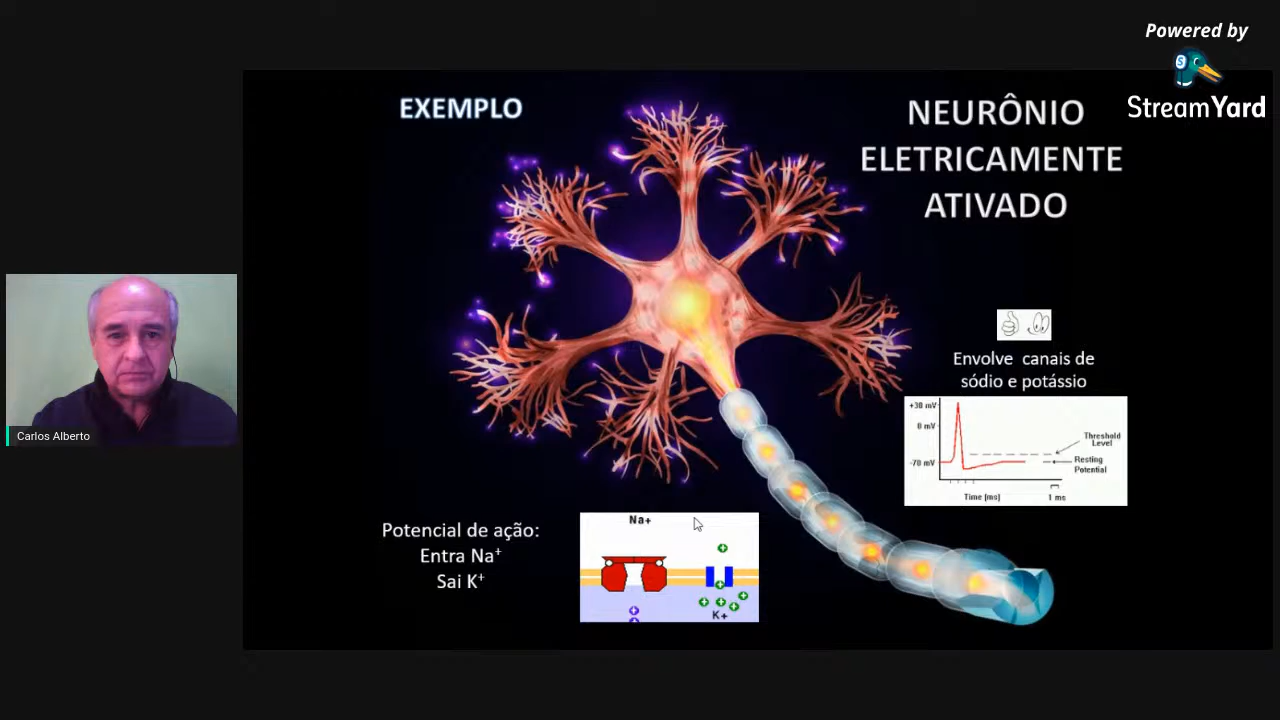 Powered by
StreamYard
EXEMPLO
NEURÔNIO
ELETRICAMENTE
ATIVADO
Carlos Alberto
Envolve canais de
sódio e potássio
+30 mV
0 mV
-70 mV
Threshold
Level
Resting
Potential
Time (ms)
1 ms
Potencial de ação:
Entra Na⁺
Sai K⁺
Na+
K+